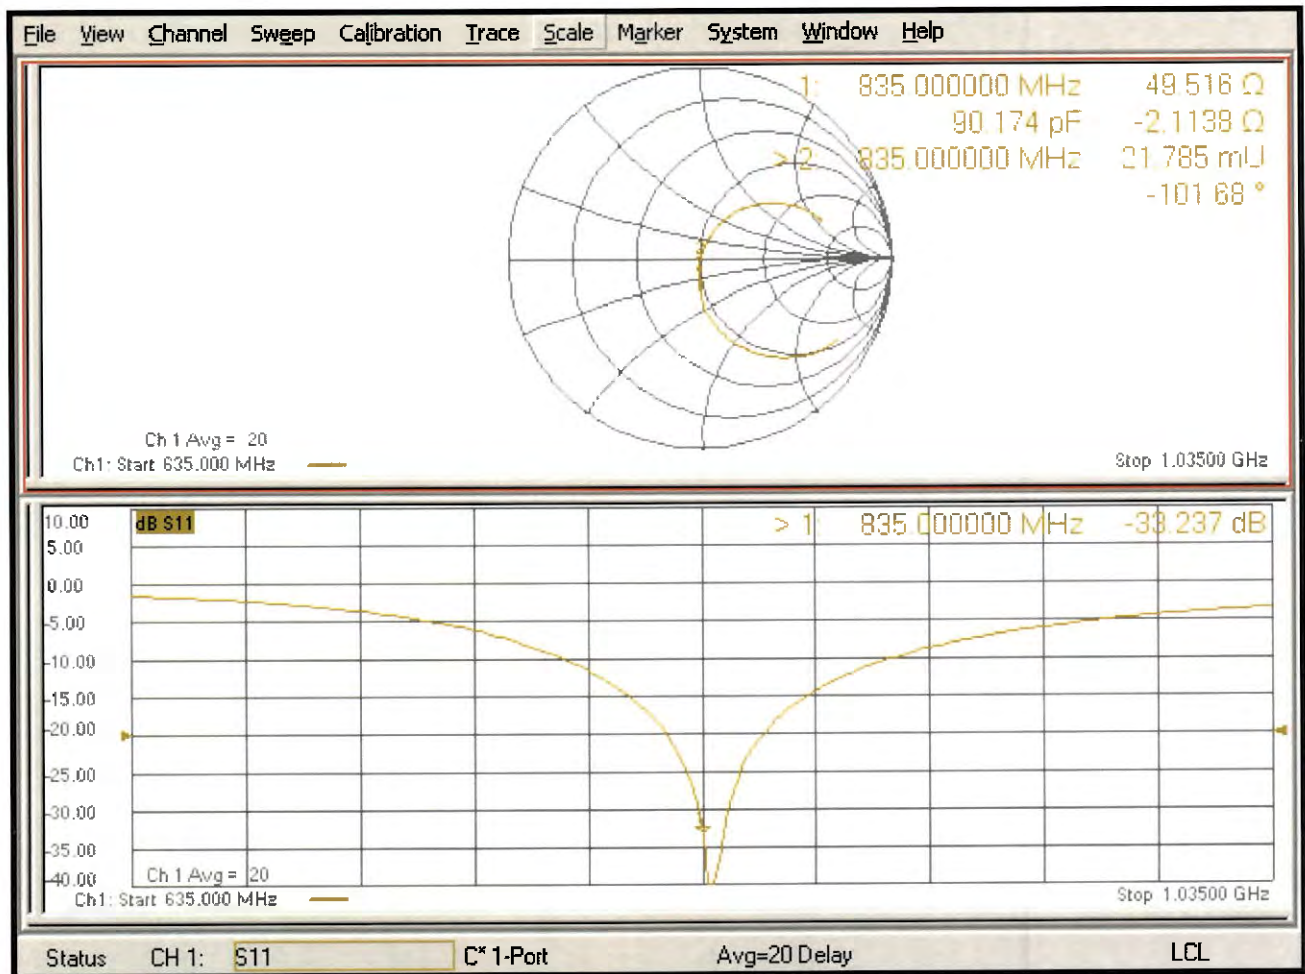 File View Channel Sweep Calibration Trace Scale Marker System Window Help
1: 835.000000 MHz 49.516 Ω
90.174 pF -2.1138 Ω
> 2: 835.000000 MHz 21.785 mU
-101.68 °
Ch 1 Avg = 20
Ch1: Start 635.000 MHz
Stop 1.03500 GHz
10.00
dB S11
> 1: 835.000000 MHz -33.237 dB
5.00
0.00
-5.00
-10.00
-15.00
-20.00
-25.00
-30.00
-35.00
-40.00
Ch 1 Avg = 20
Ch1: Start 635.000 MHz
Stop 1.03500 GHz
Status CH 1: S11 C* 1-Port Avg=20 Delay LCL